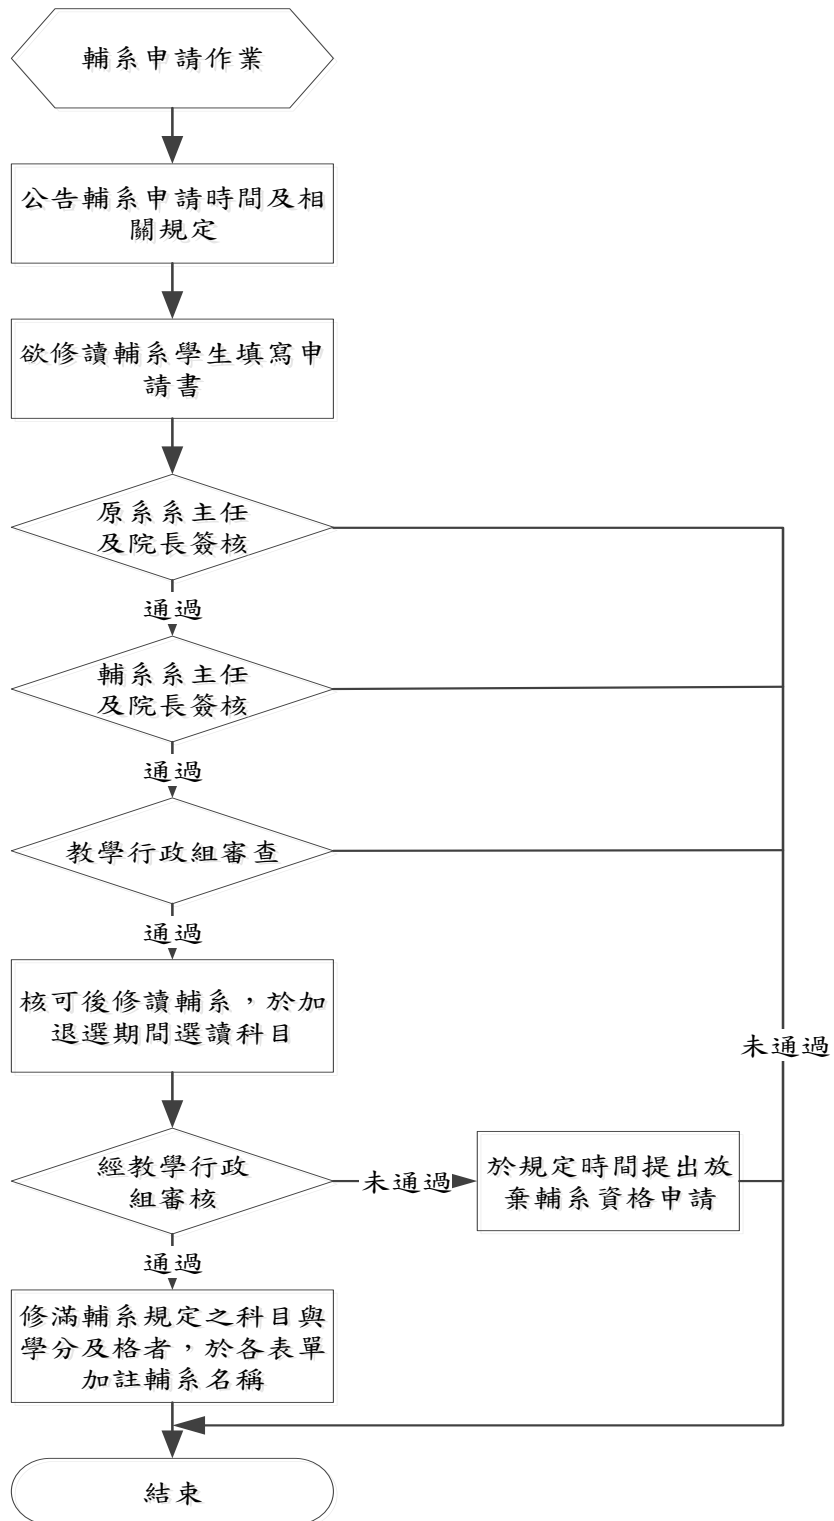 輔系申請作業
公告輔系申請時間及相
關規定
欲修讀輔系學生填寫申
請書
原系系主任
及院長簽核
通過
輔系系主任
及院長簽核
通過
教學行政組審查
通過
核可後修讀輔系，於加
退選期間選讀科目
未通過
經教學行政
組審核
未通過
於規定時間提出放
棄輔系資格申請
通過
修滿輔系規定之科目與
學分及格者，於各表單
加註輔系名稱
結束